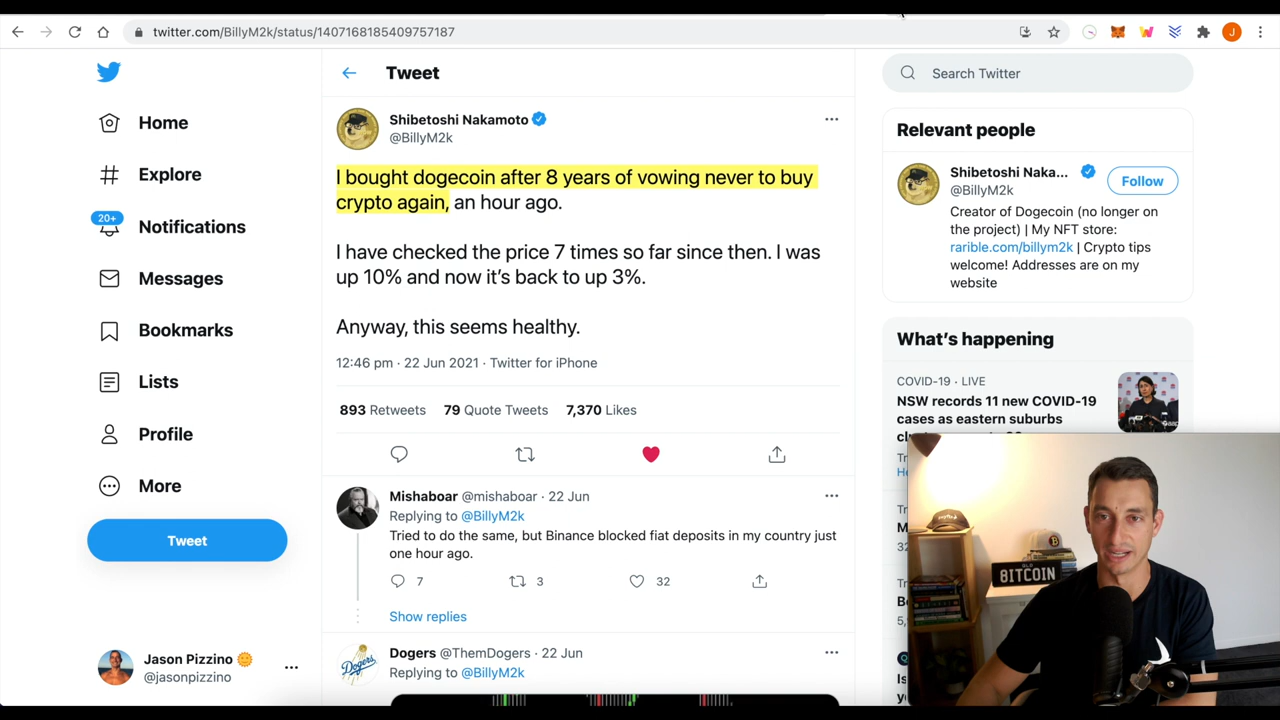 twitter.com/BillyM2k/status/1407168185409757187
J
Home
Explore
20+
Notifications
Messages
Bookmarks
Lists
Profile
More
Tweet
Jason Pizzino
@jasonpizzino
Tweet
Shibetoshi Nakamoto
@BillyM2k
I bought dogecoin after 8 years of vowing never to buy
crypto again, an hour ago.
I have checked the price 7 times so far since then. I was
up 10% and now it’s back to up 3%.
Anyway, this seems healthy.
12:46 pm · 22 Jun 2021 · Twitter for iPhone
893 Retweets 79 Quote Tweets 7,370 Likes
Mishaboar @mishaboar · 22 Jun
Replying to @BillyM2k
Tried to do the same, but Binance blocked fiat deposits in my country just
one hour ago.
7 3 32
Show replies
Dogers @ThemDogers · 22 Jun
Replying to @BillyM2k
Dogers
Search Twitter
Relevant people
Shibetoshi Naka...
@BillyM2k
Follow
Creator of Dogecoin (no longer on
the project) | My NFT store:
rarible.com/billym2k | Crypto tips
welcome! Addresses are on my
website
What’s happening
COVID-19 · LIVE
NSW records 11 new COVID-19
cases as eastern suburbs
QLD
BITCOIN